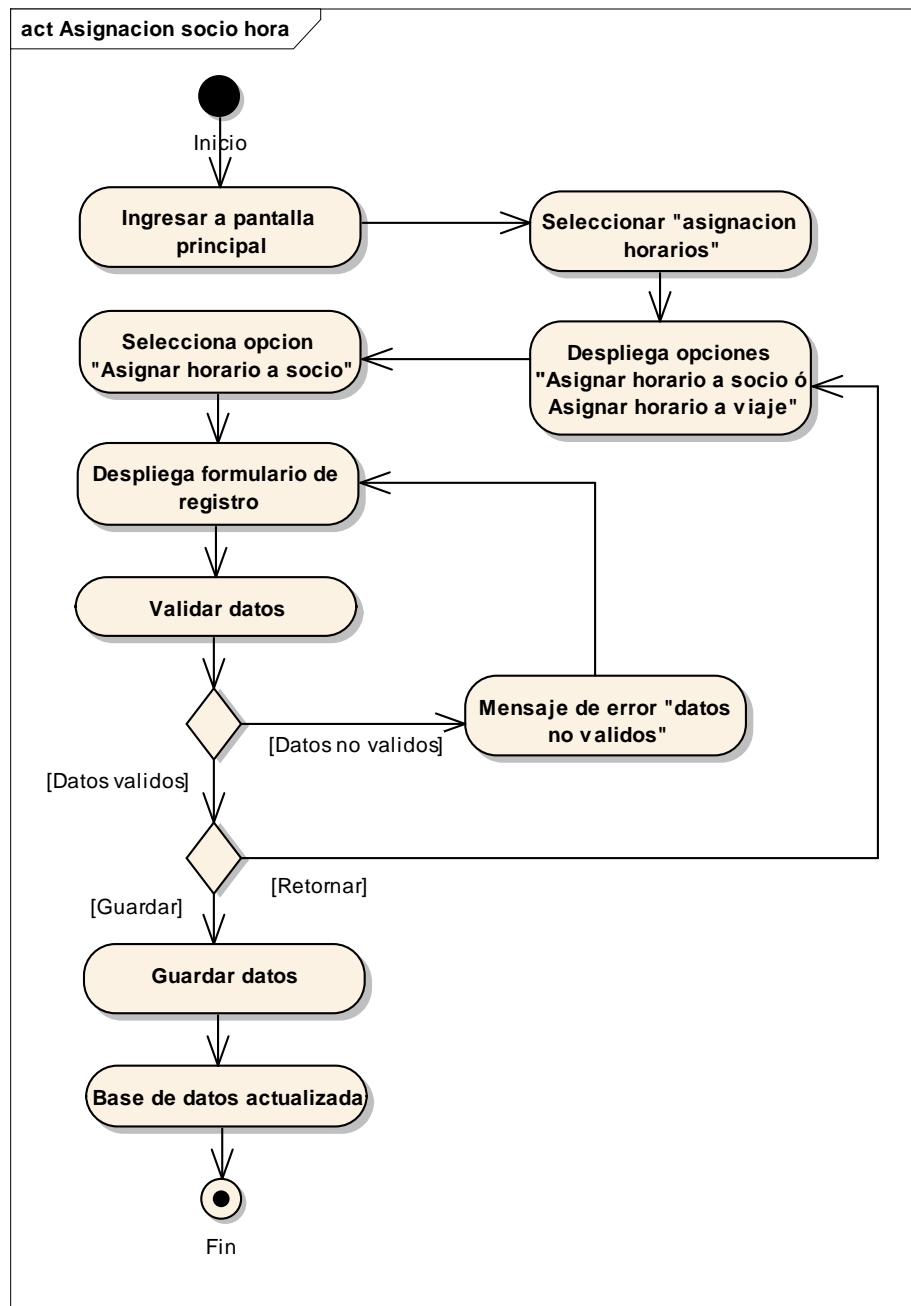 act Asignacion socio hora
Inicio
Ingresar a pantalla
principal
Seleccionar "asignacion
horarios"
Selecciona opcion
"Asignar horario a socio"
Despliega opciones
"Asignar horario a socio ó
Asignar horario a viaje"
Despliega formulario de
registro
Validar datos
Mensaje de error "datos
no validos"
[Datos no validos]
[Datos validos]
[Retornar]
[Guardar]
Guardar datos
Base de datos actualizada
Fin